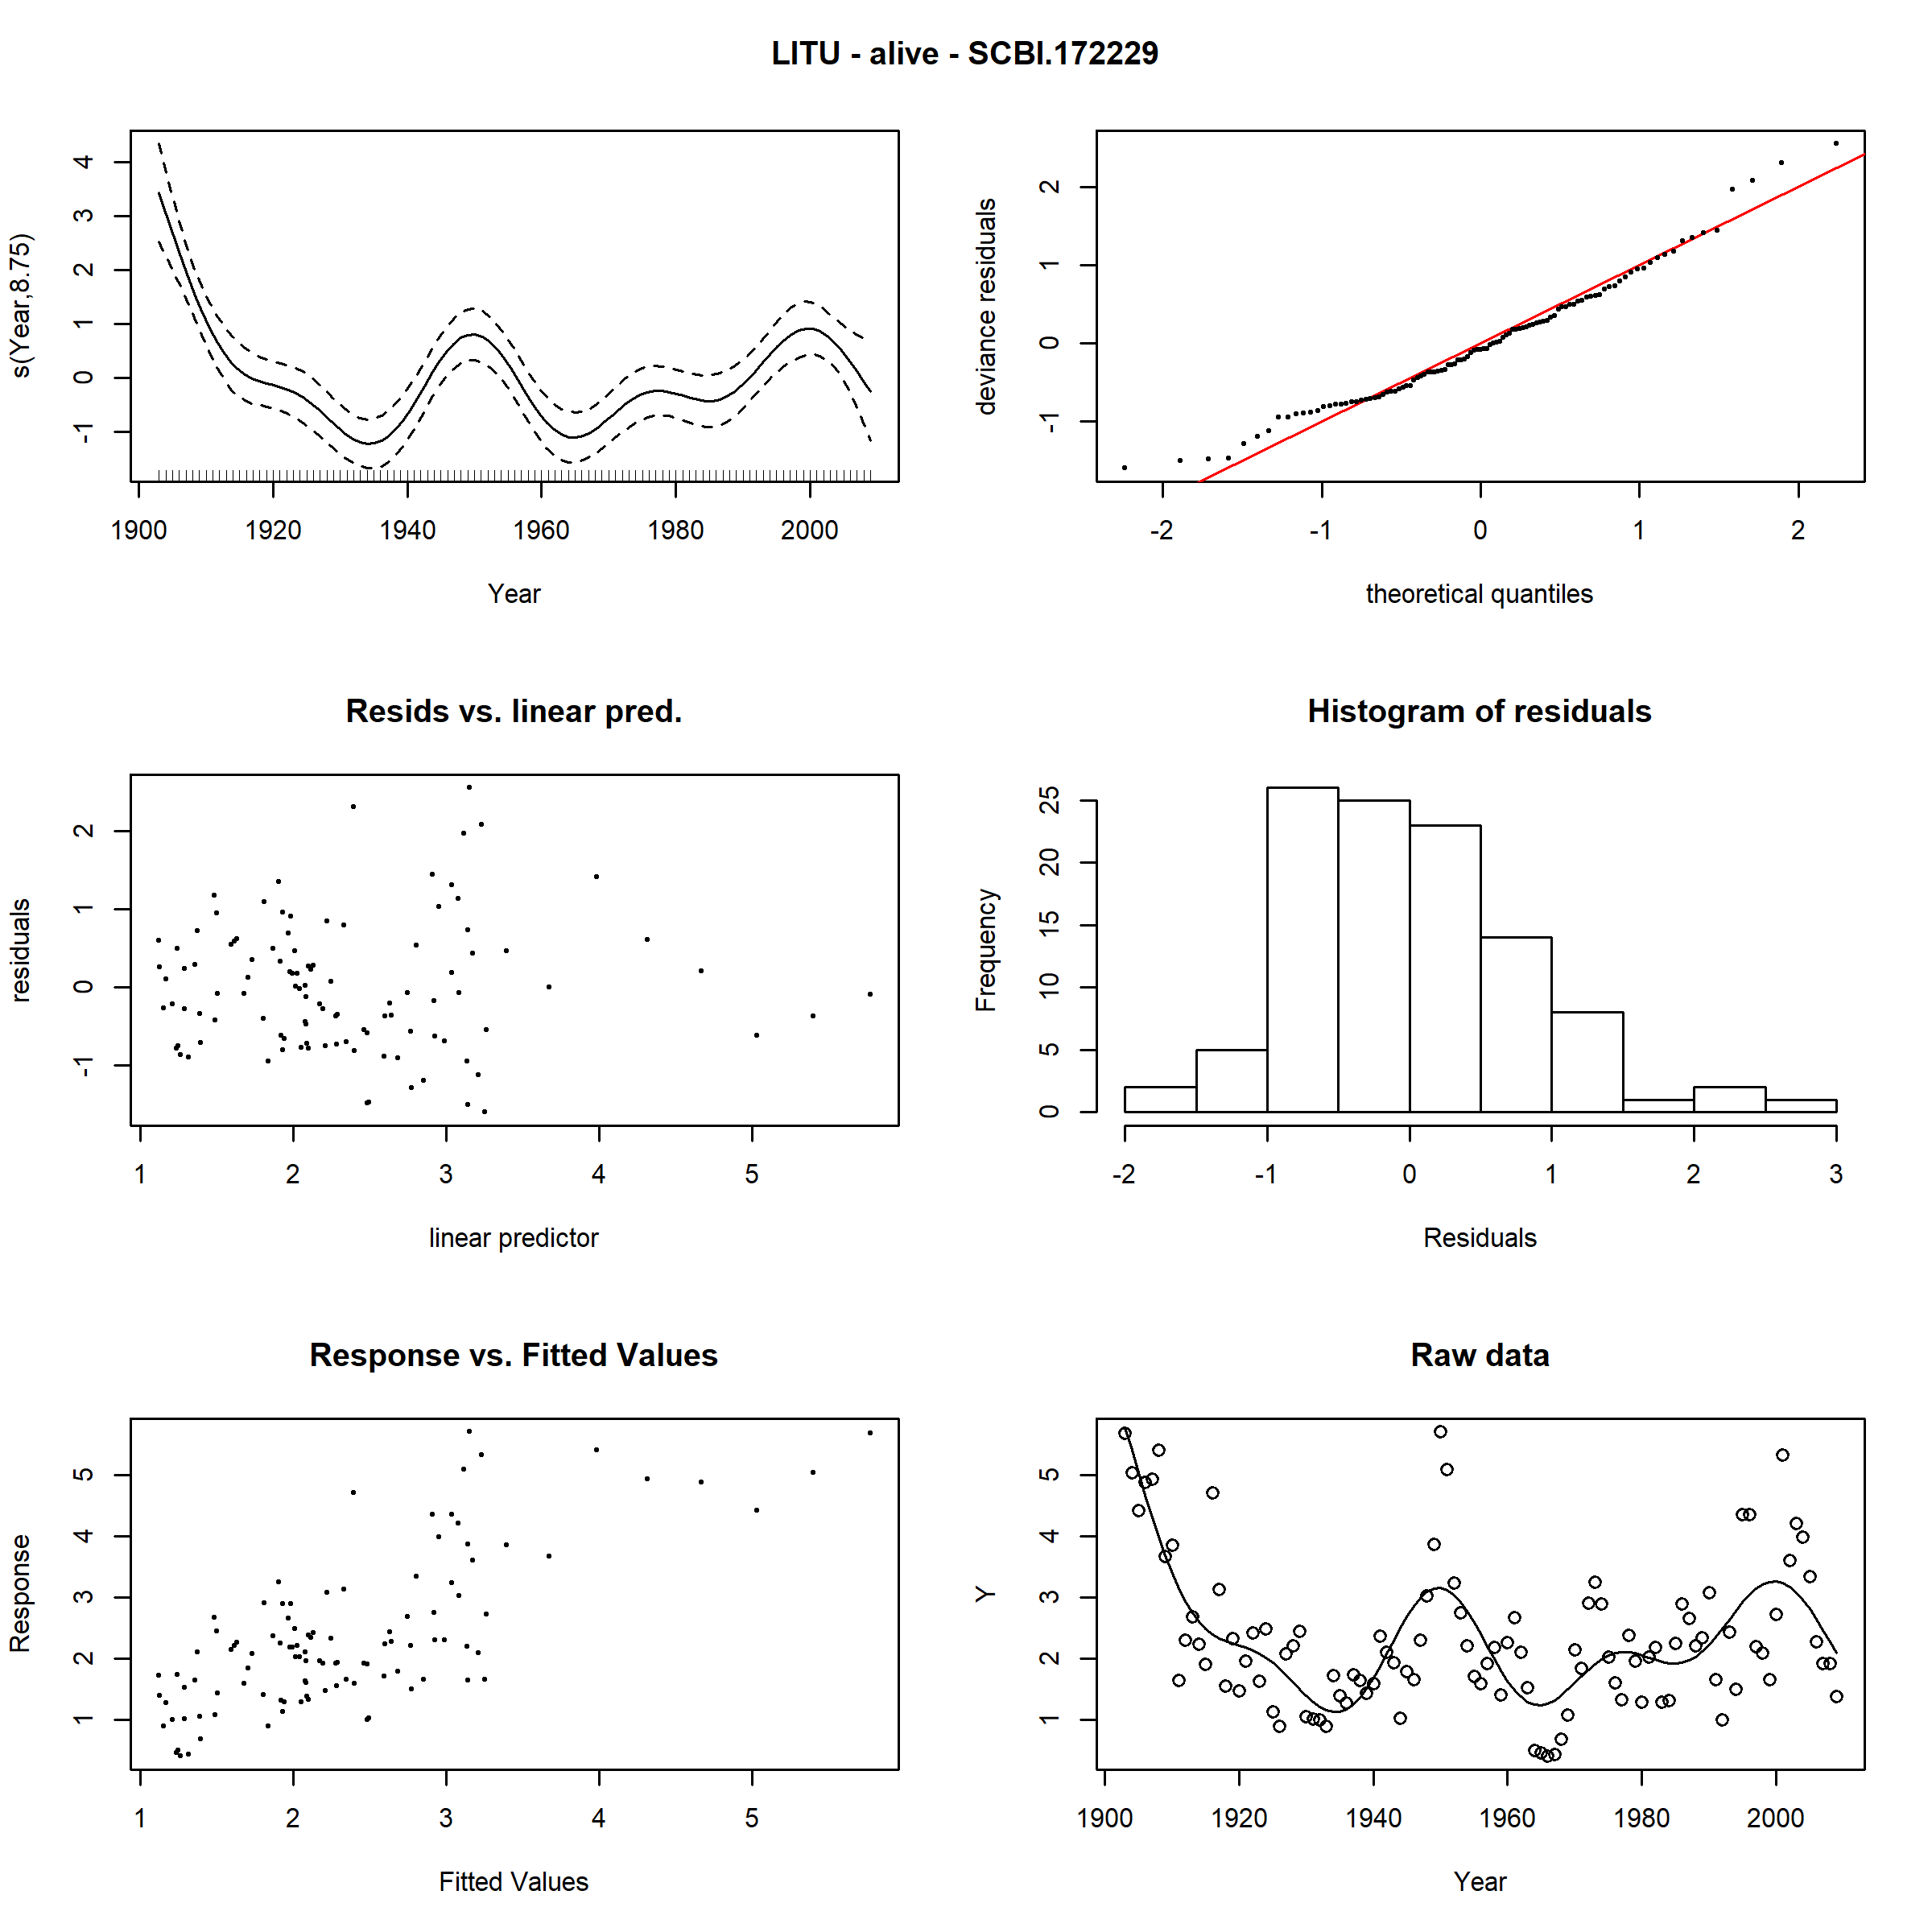 LITU - alive - SCBI.172229
s(Year,8.75)
4
3
2
1
0
-1
1900 1920 1940 1960 1980 2000
Year
deviance residuals
2
1
0
-1
-2 -1 0 1 2
theoretical quantiles
Resids vs. linear pred.
residuals
2
1
0
-1
1 2 3 4 5
linear predictor
Histogram of residuals
Frequency
25
20
15
10
5
0
-2 -1 0 1 2 3
Residuals
Response vs. Fitted Values
Response
5
4
3
2
1
1 2 3 4 5
Fitted Values
Raw data
Y
5
4
3
2
1
1900 1920 1940 1960 1980 2000
Year